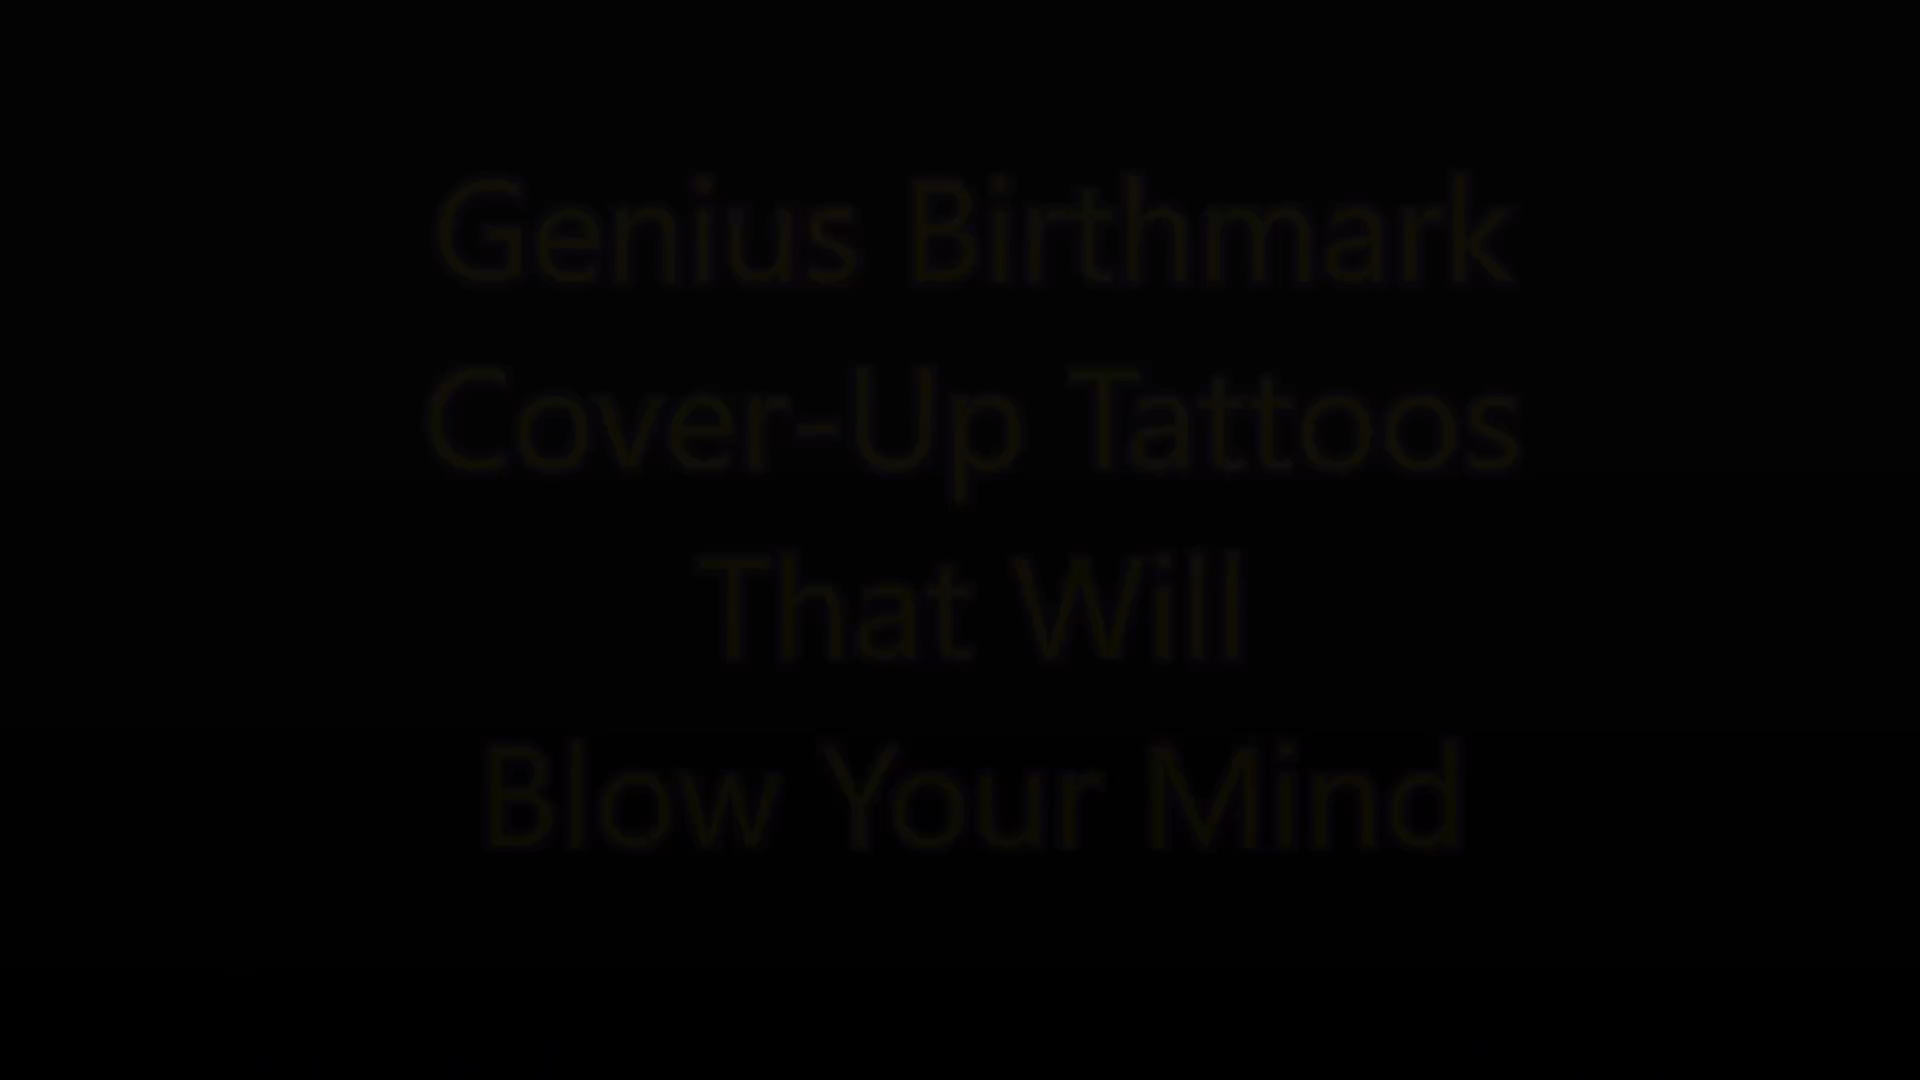 Genius Birthmark
Cover-Up Tattoos
That Will
Blow Your Mind